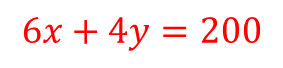 6x + 4y = 200